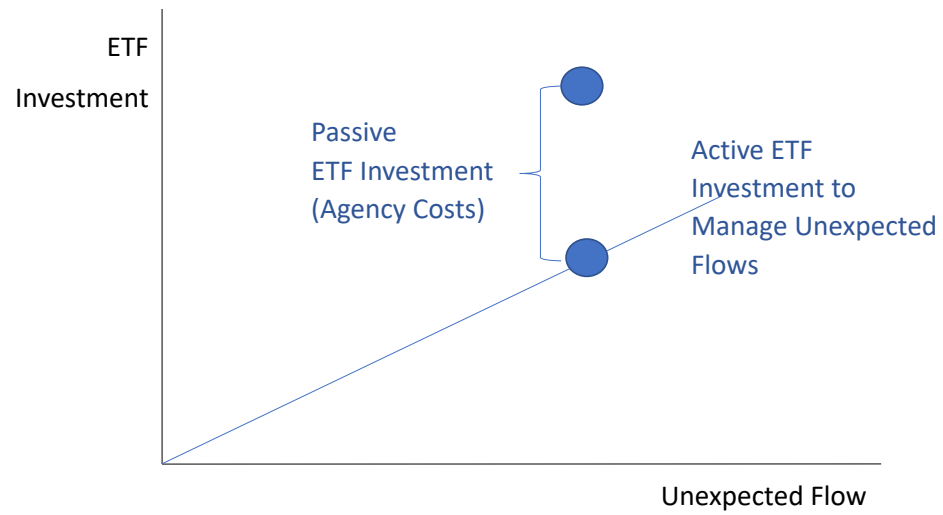 ETF
Investment
Passive
ETF Investment
(Agency Costs)
Active ETF
Investment to
Manage Unexpected
Flows
Unexpected Flow